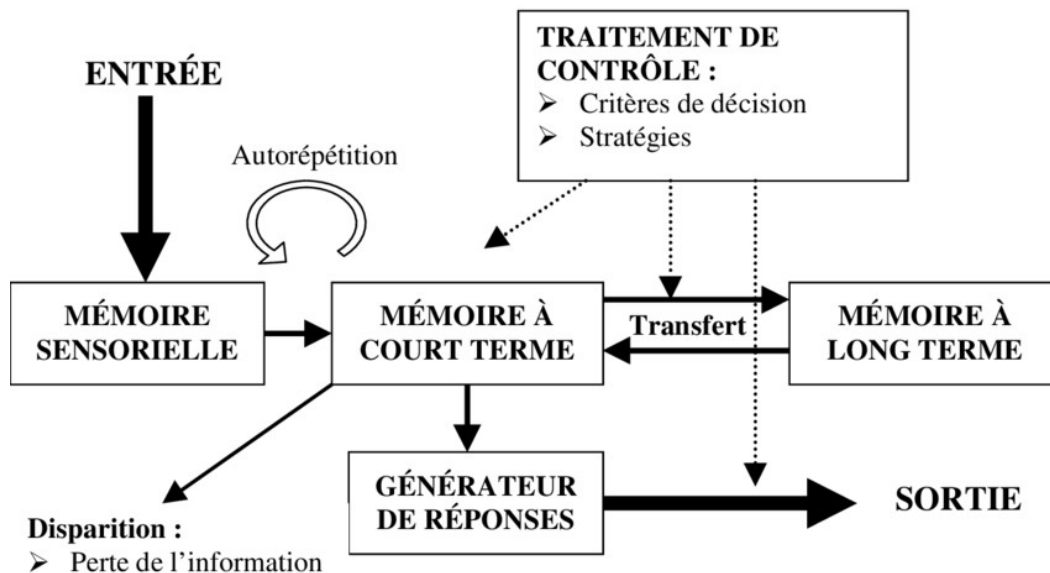 ENTRÉE
TRAITEMENT DE
CONTRÔLE :
➢ Critères de décision
➢ Stratégies
Autorépétition
MÉMOIRE
SENSORIELLE
MÉMOIRE À
COURT TERME
Transfert
MÉMOIRE À
LONG TERME
GÉNÉRATEUR
DE RÉPONSES
SORTIE
Disparition :
➢ Perte de l’information